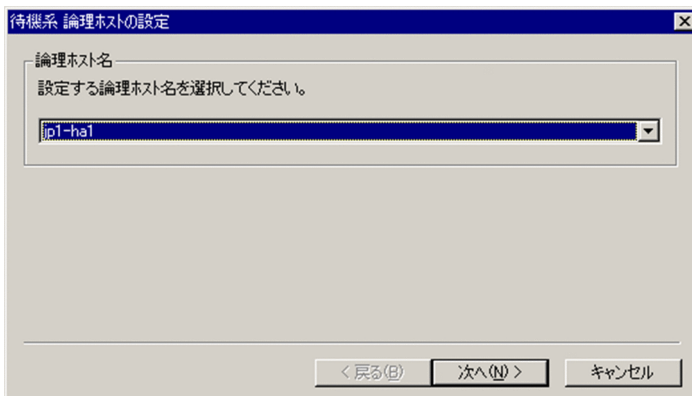 待機系 論理ホストの設定
論理ホスト名
設定する論理ホスト名を選択してください。
jp1-ha1
< 戻る(B)
次へ(N) >
キャンセル